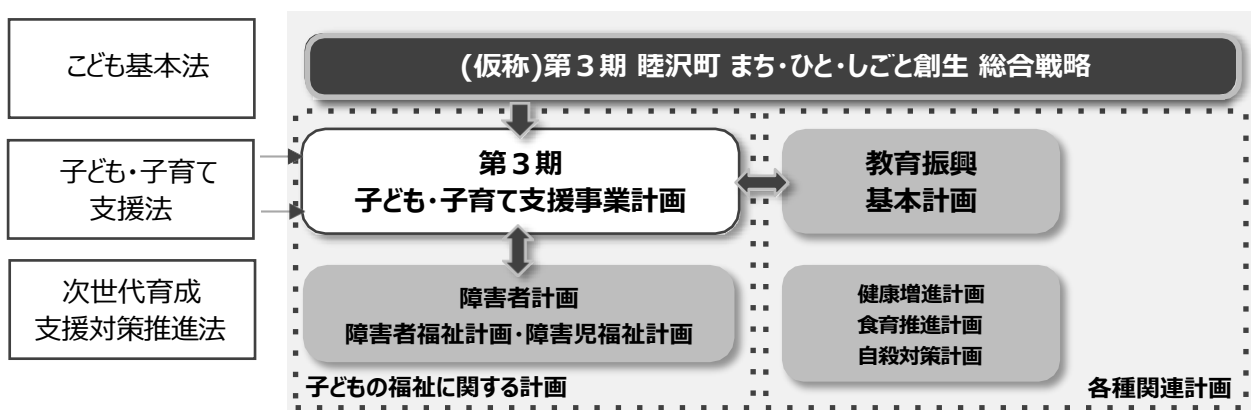 こども基本法
子ども・子育て
支援法
次世代育成
支援対策推進法
(仮称)第３期 睦沢町 まち・ひと・しごと創生 総合戦略
第３期
子ども・子育て支援事業計画
教育振興
基本計画
障害者計画
障害者福祉計画・障害児福祉計画
健康増進計画
食育推進計画
自殺対策計画
子どもの福祉に関する計画
各種関連計画